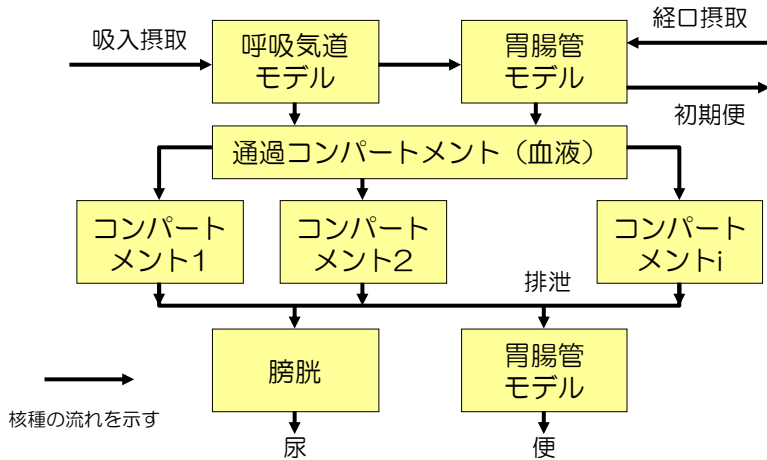 吸入摂取
呼吸気道
モデル
胃腸管
モデル
経口摂取
初期便
通過コンパートメント（血液）
コンパート
メント1
コンパート
メント2
コンパート
メントi
排泄
膀胱
胃腸管
モデル
核種の流れを示す
尿
便